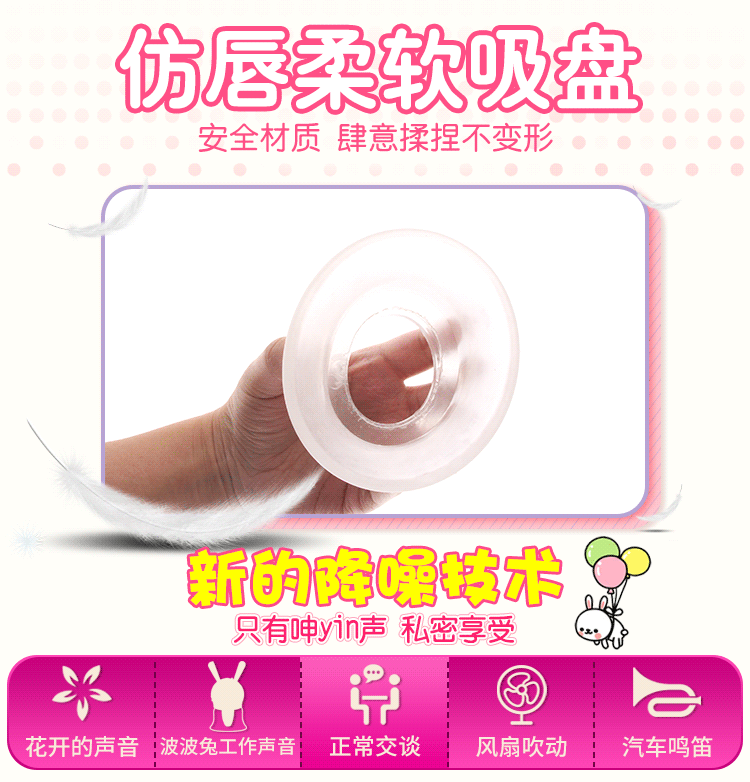 仿唇柔软吸盘
安全材质 肆意揉捏不变形
新的降噪技术
只有呻yin声 私密享受
花开的声音
波波兔工作声音
正常交谈
风扇吹动
汽车鸣笛